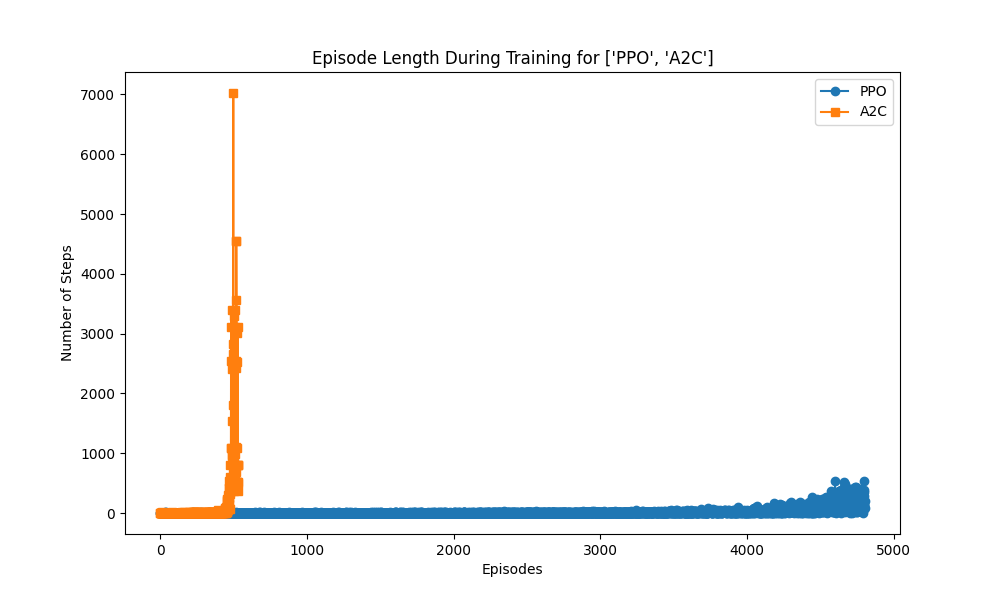 Episode Length During Training for ['PPO', 'A2C']
PPO
A2C
7000
6000
5000
4000
3000
2000
1000
0
Number of Steps
0 1000 2000 3000 4000 5000
Episodes